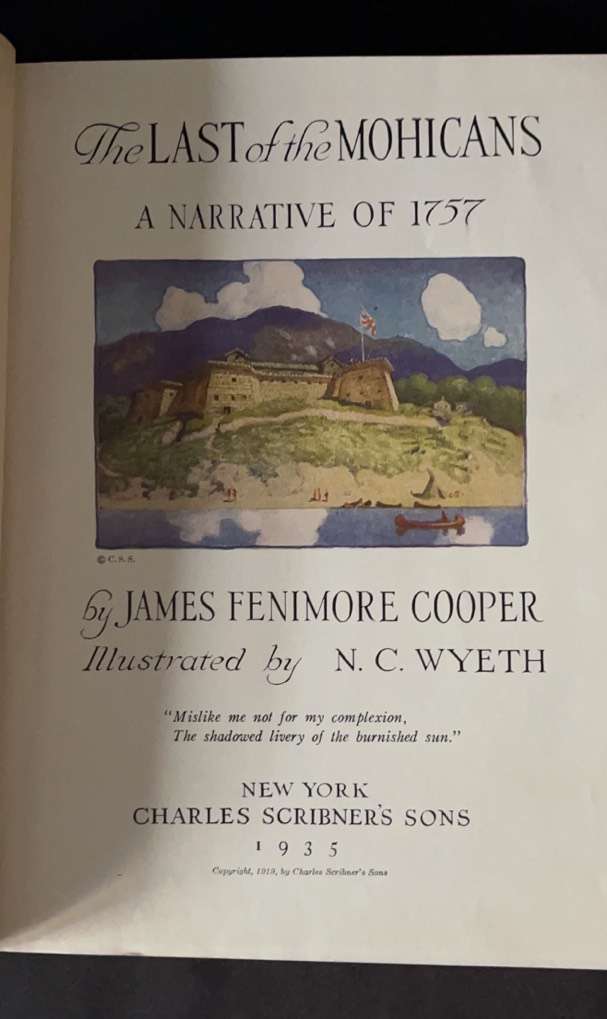 The LAST of the MOHICANS
A NARRATIVE OF 1757
© C. S. S.
by JAMES FENIMORE COOPER
Illustrated by N. C. WYETH
“Mislike me not for my complexion,
The shadowed livery of the burnished sun.”
NEW YORK
CHARLES SCRIBNER'S SONS
1935
Copyright, 1919, by Charles Scribner's Sons